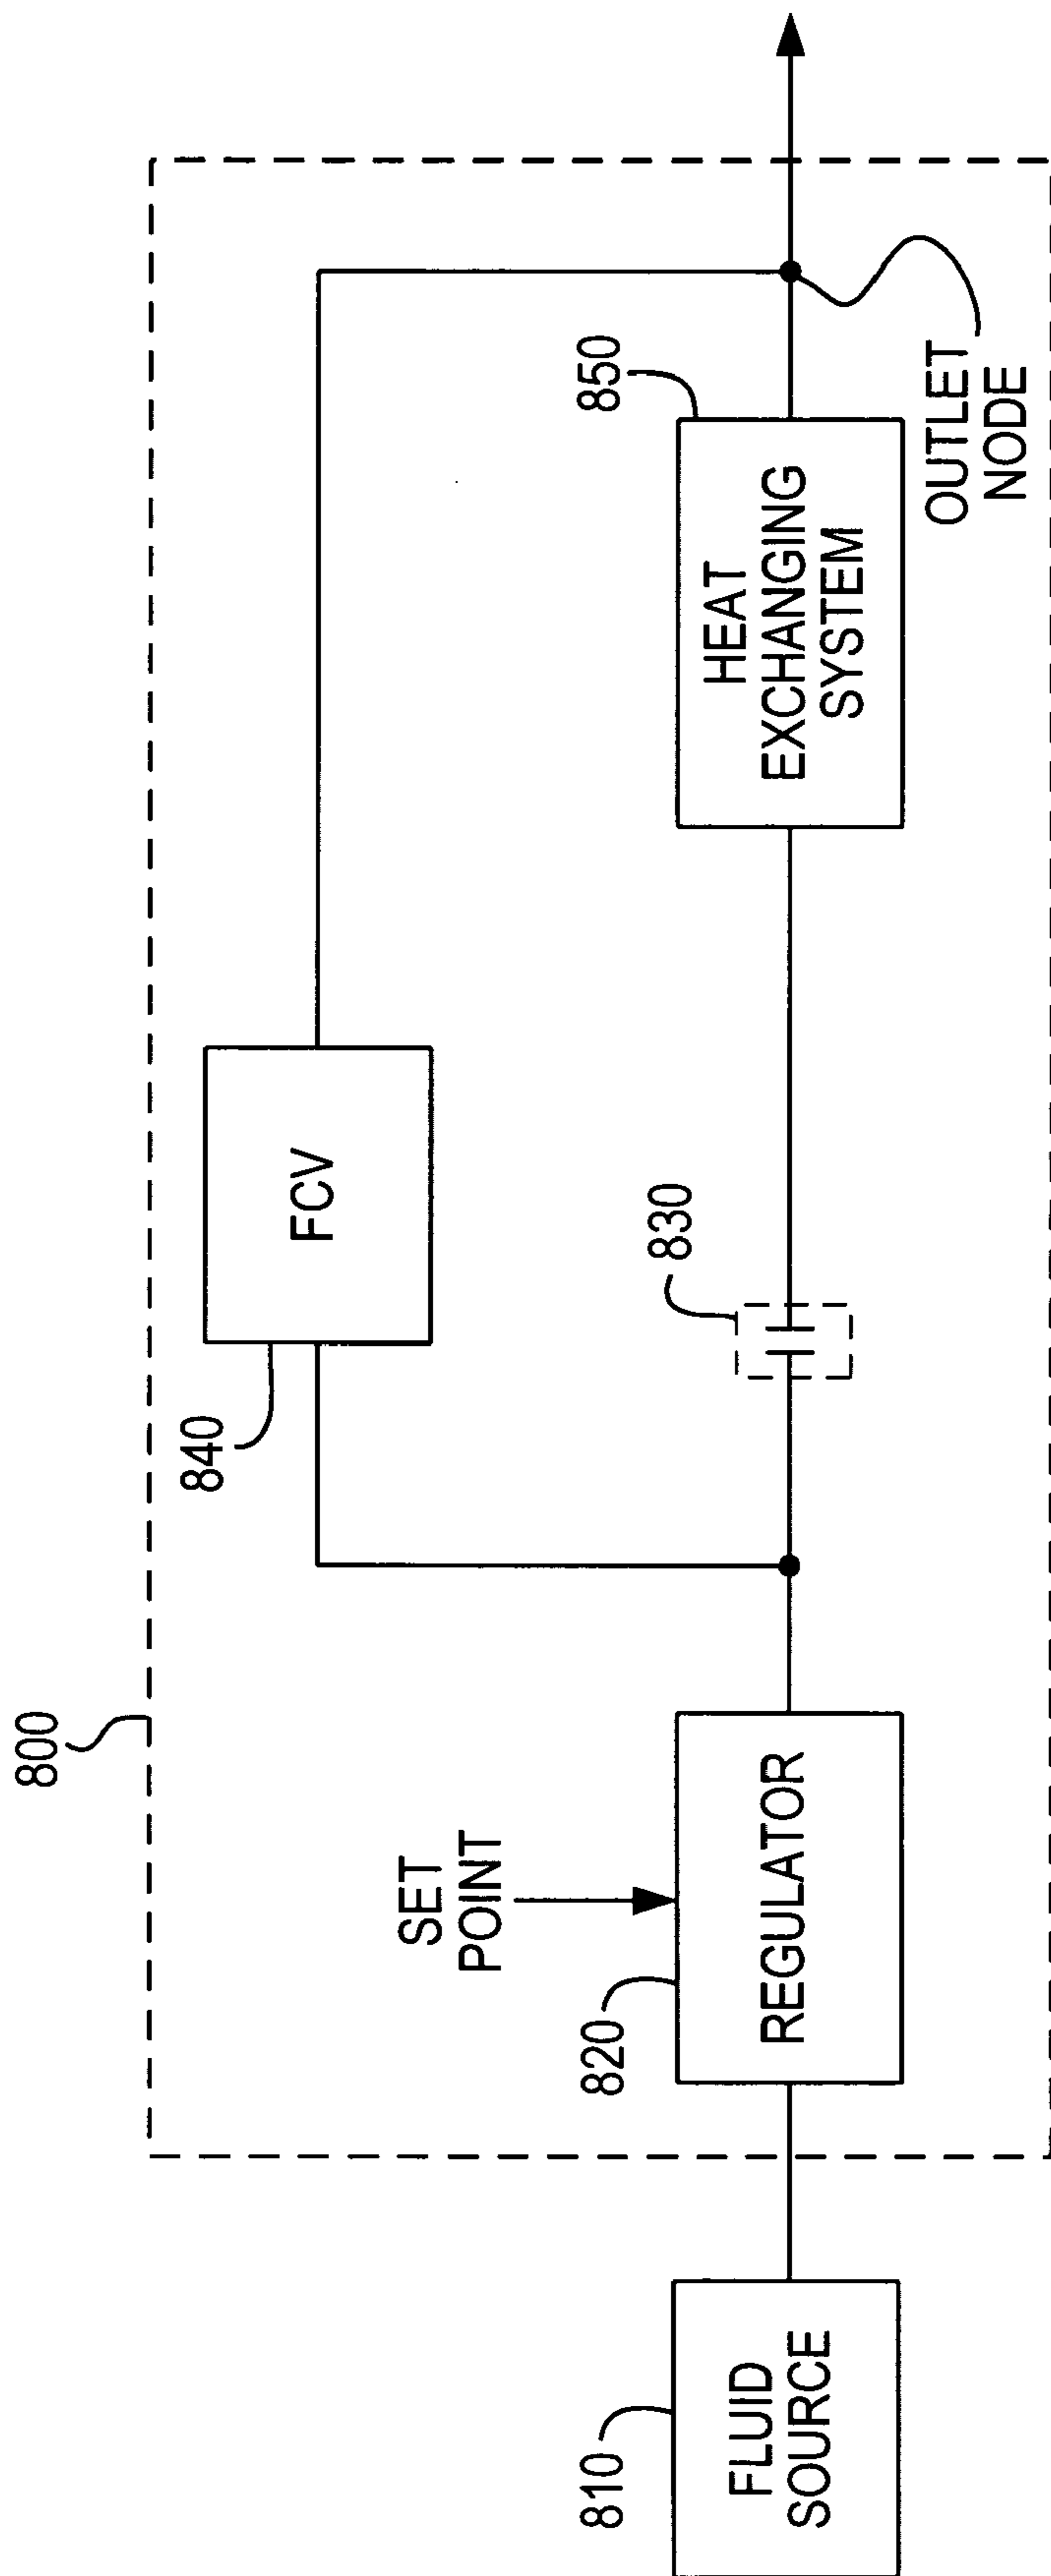 800
840
FCV
SET
POINT
820
REGULATOR
830
850
HEAT
EXCHANGING
SYSTEM
OUTLET
NODE
810
FLUID
SOURCE